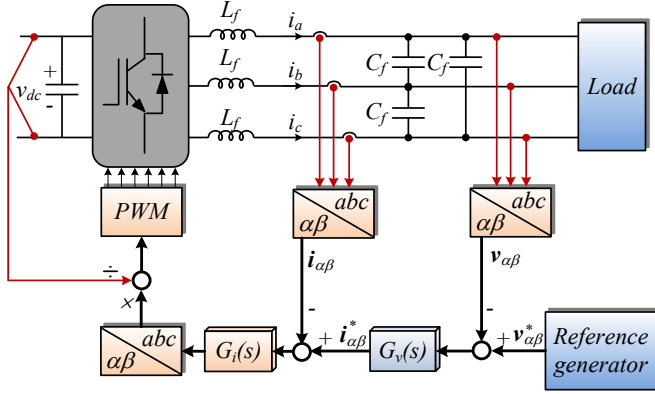 L_f i_a
+ v_dc - L_f i_b C_f C_f Load
L_f i_c C_f
PWM abc αβ abc αβ
÷ i_αβ v_αβ
× - -
abc αβ G_i(s) + i*_αβ G_v(s) + v*_αβ Reference generator